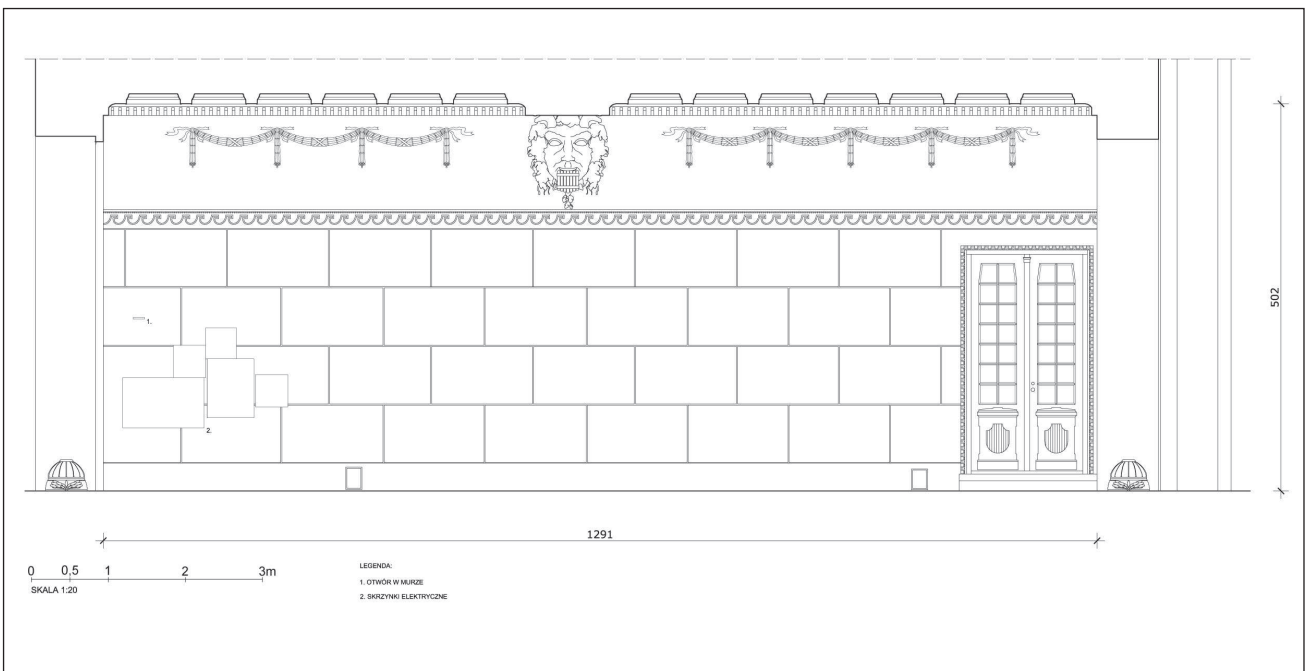 1.
2.
502
1291
0 0,5 1 2 3m
SKALA 1:20
LEGENDA:
1. OTWÓR W MURZE
2. SKRZYNKI ELEKTRYCZNE